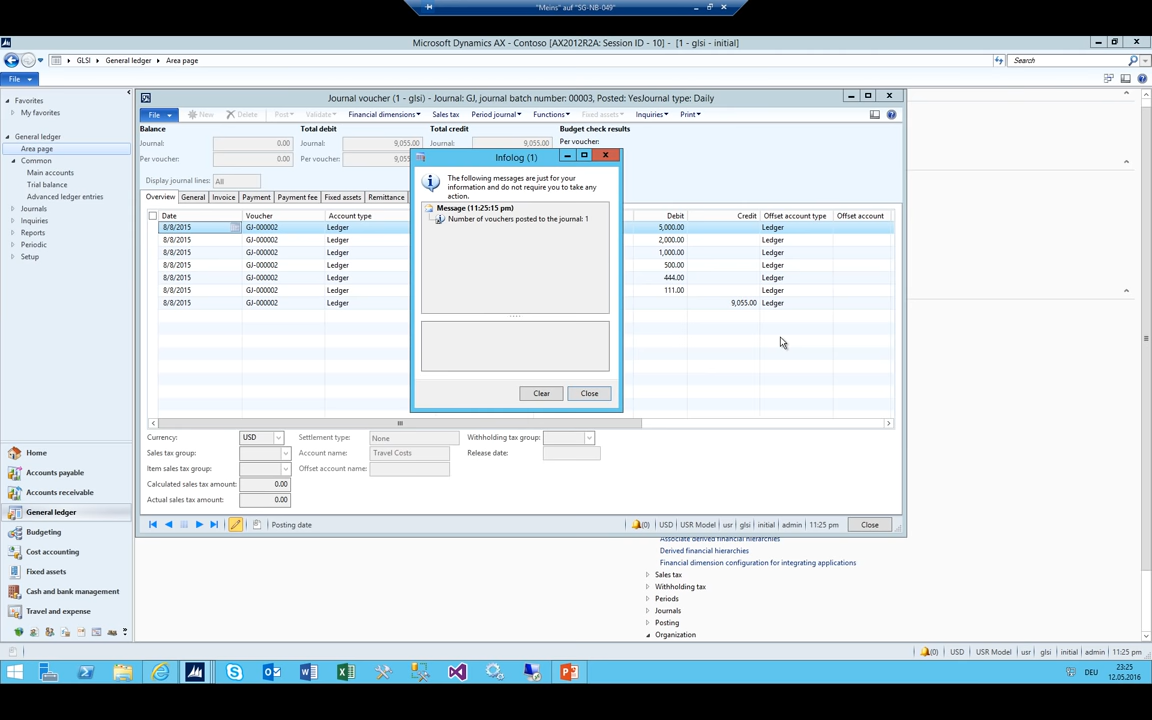 "Meins" auf "SG-NB-049"
Microsoft Dynamics AX - Contoso [AX2012R2A: Session ID - 10] - [1 - glsi - initial]
GLSI General ledger Area page
Search
File
Favorites
My favorites
General ledger
Area page
Common
Main accounts
Trial balance
Advanced ledger entries
Journals
Inquiries
Reports
Periodic
Setup
Home
Accounts payable
Accounts receivable
General ledger
Budgeting
Cost accounting
Fixed assets
Cash and bank management
Travel and expense
Journal voucher (1 - glsi) - Journal: GJ, journal batch number: 00003, Posted: YesJournal type: Daily
File New Delete Post Validate Financial dimensions Sales tax Period journal Functions Fixed assets Inquiries Print
Balance Total debit Total credit Budget check results
Journal: 0.00 Journal: 9,055.00 Journal: 9,055.00 Per voucher:
Per voucher: 0.00 Per voucher: 9,055
Display journal lines: All
Overview General Invoice Payment Payment fee Fixed assets Remittance
Date Voucher Account type Debit Credit Offset account type Offset account
8/8/2015 GJ-000002 Ledger 5,000.00 Ledger
8/8/2015 GJ-000002 Ledger 2,000.00 Ledger
8/8/2015 GJ-000002 Ledger 1,000.00 Ledger
8/8/2015 GJ-000002 Ledger 500.00 Ledger
8/8/2015 GJ-000002 Ledger 444.00 Ledger
8/8/2015 GJ-000002 Ledger 111.00 Ledger
8/8/2015 GJ-000002 Ledger 9,055.00 Ledger
Infolog (1)
The following messages are just for your
information and do not require you to take any
action.
Message (11:25:15 pm)
Number of vouchers posted to the journal: 1
Clear Close
Currency: USD Settlement type: None Withholding tax group:
Sales tax group: Account name: Travel Costs Release date:
Item sales tax group: Offset account name:
Calculated sales tax amount: 0.00
Actual sales tax amount: 0.00
Posting date (0) USD USR Model usr glsi initial admin 11:25 pm Close
Associate derived financial hierarchies
Derived financial hierarchies
Financial dimension configuration for integrating applications
Sales tax
Withholding tax
Periods
Journals
Posting
Organization
(0) USD USR Model usr glsi initial admin 11:25 pm
DEU 23:25
12.05.2016